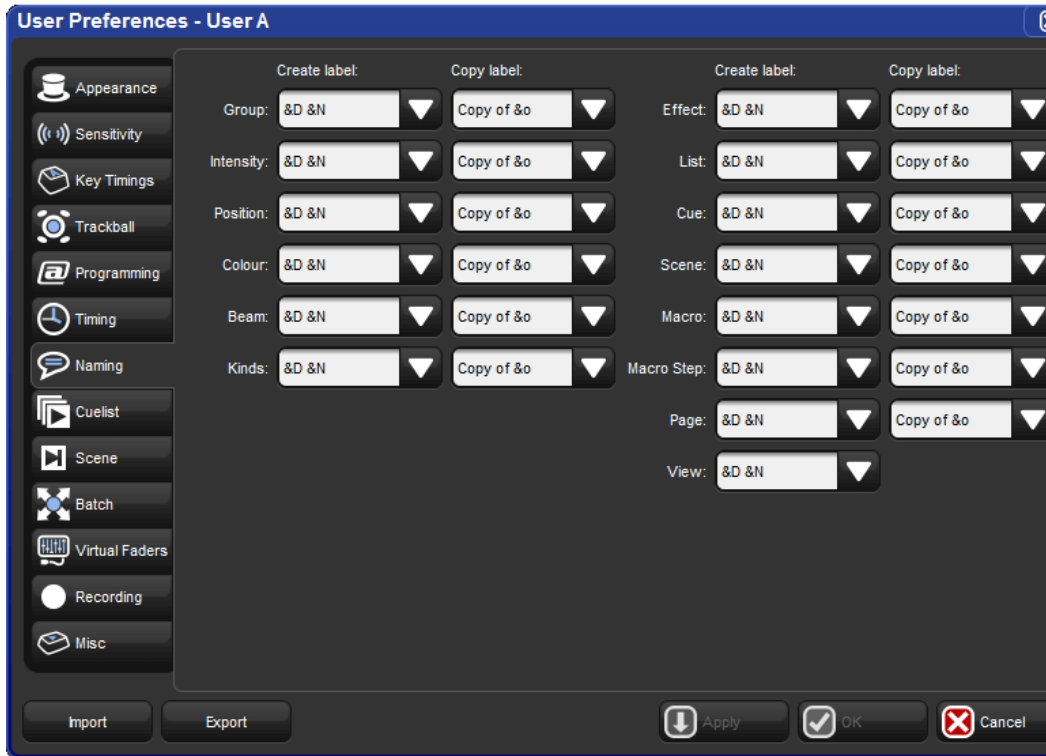 User Preferences - User A
Appearance
Sensitivity
Key Timings
Trackball
Programming
Timing
Naming
Cuelist
Scene
Batch
Virtual Faders
Recording
Misc
Create label: Copy label: Create label: Copy label:
Group: &D &N Copy of &o Effect: &D &N Copy of &o
Intensity: &D &N Copy of &o List: &D &N Copy of &o
Position: &D &N Copy of &o Cue: &D &N Copy of &o
Colour: &D &N Copy of &o Scene: &D &N Copy of &o
Beam: &D &N Copy of &o Macro: &D &N Copy of &o
Kinds: &D &N Copy of &o Macro Step: &D &N Copy of &o
Page: &D &N Copy of &o
View: &D &N
Import Export Apply OK Cancel